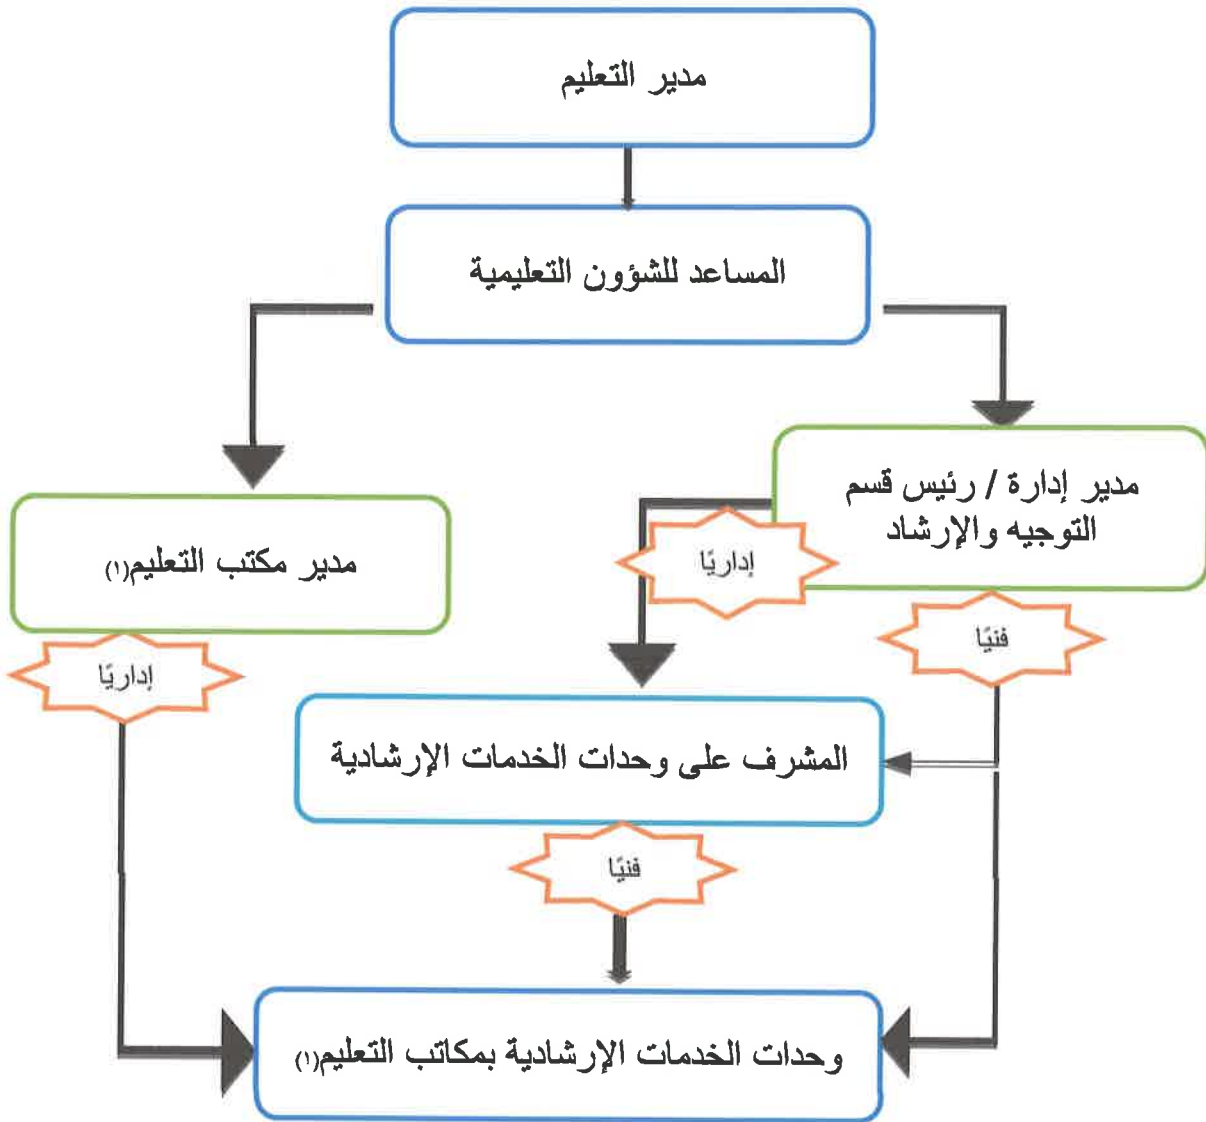 مدير التعليم
المساعد للشؤون التعليمية
مدير إدارة / رئيس قسم
التوجيه والإرشاد
مدير مكتب التعليم(١)
إداريًا
فنيًا
إداريًا
المشرف على وحدات الخدمات الإرشادية
فنيًا
وحدات الخدمات الإرشادية بمكاتب التعليم(١)